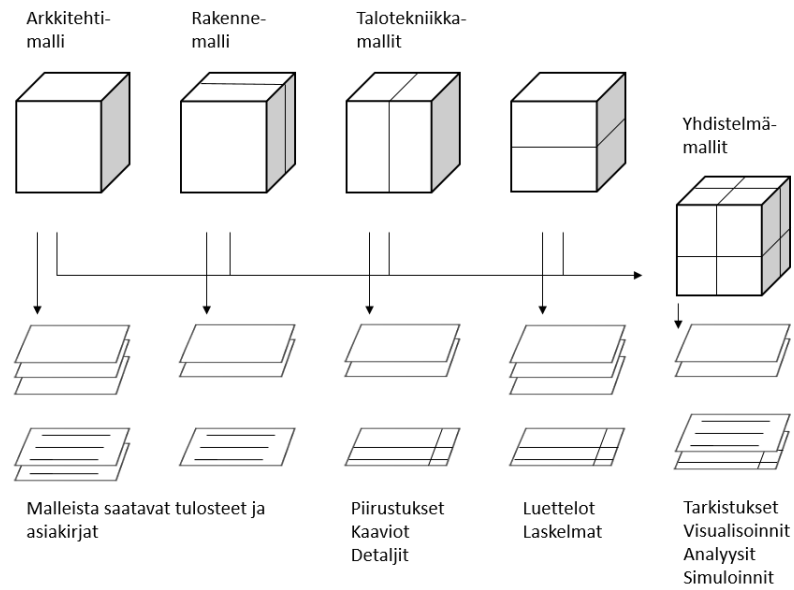 Arkkitehti-
malli
Rakenne-
malli
Talotekniikka-
mallit
Yhdistelmä-
mallit
Malleista saatavat tulosteet ja
asiakirjat
Piirustukset
Kaaviot
Detaljit
Luettelot
Laskelmat
Tarkistukset
Visualisoinnit
Analyysit
Simuloinnit